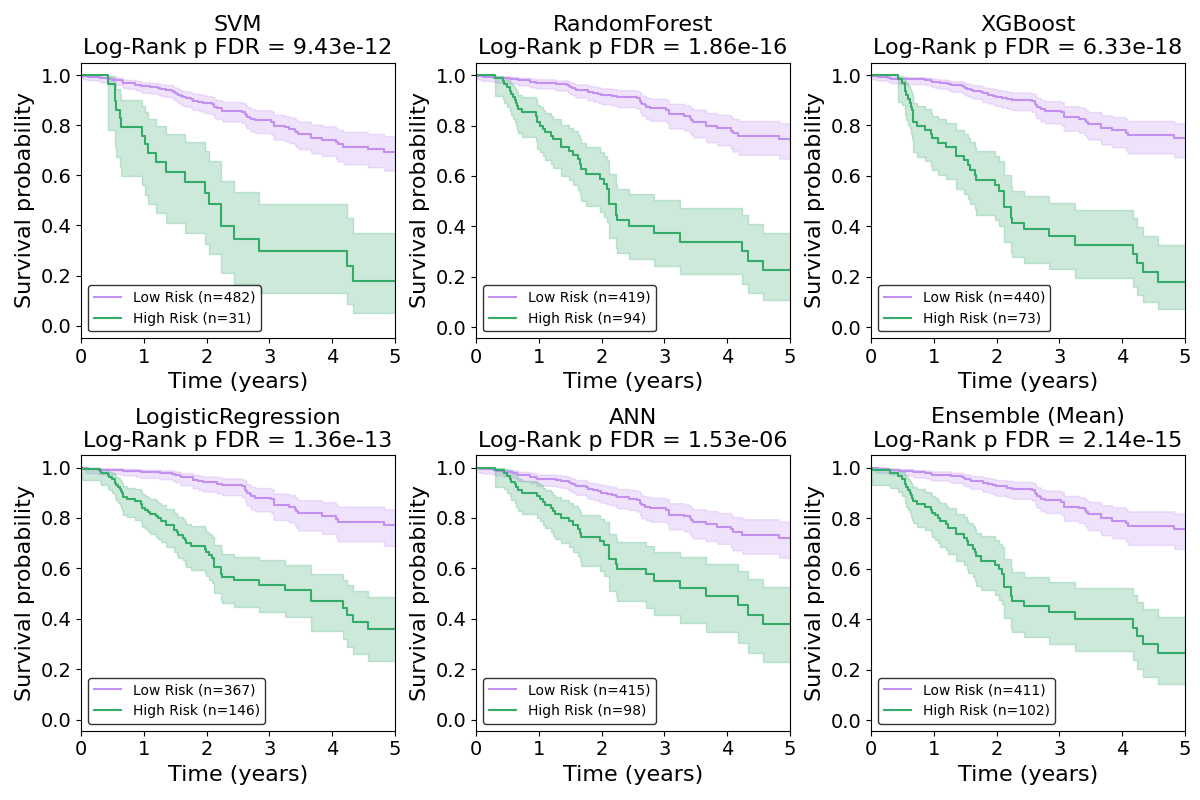 SVM
Log-Rank p FDR = 9.43e-12
Survival probability
1.0
0.8
0.6
0.4
0.2
0.0
Low Risk (n=482)
High Risk (n=31)
0 1 2 3 4 5
Time (years)
RandomForest
Log-Rank p FDR = 1.86e-16
Survival probability
1.0
0.8
0.6
0.4
0.2
0.0
Low Risk (n=419)
High Risk (n=94)
0 1 2 3 4 5
Time (years)
XGBoost
Log-Rank p FDR = 6.33e-18
Survival probability
1.0
0.8
0.6
0.4
0.2
0.0
Low Risk (n=440)
High Risk (n=73)
0 1 2 3 4 5
Time (years)
LogisticRegression
Log-Rank p FDR = 1.36e-13
Survival probability
1.0
0.8
0.6
0.4
0.2
0.0
Low Risk (n=367)
High Risk (n=146)
0 1 2 3 4 5
Time (years)
ANN
Log-Rank p FDR = 1.53e-06
Survival probability
1.0
0.8
0.6
0.4
0.2
0.0
Low Risk (n=415)
High Risk (n=98)
0 1 2 3 4 5
Time (years)
Ensemble (Mean)
Log-Rank p FDR = 2.14e-15
Survival probability
1.0
0.8
0.6
0.4
0.2
0.0
Low Risk (n=411)
High Risk (n=102)
0 1 2 3 4 5
Time (years)